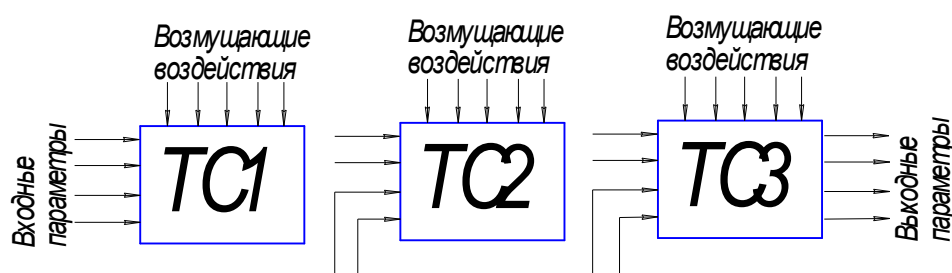 Возмущающие
воздействия
Возмущающие
воздействия
Возмущающие
воздействия
Входные
параметры
ТС1
ТС2
ТС3
Выходные
параметры